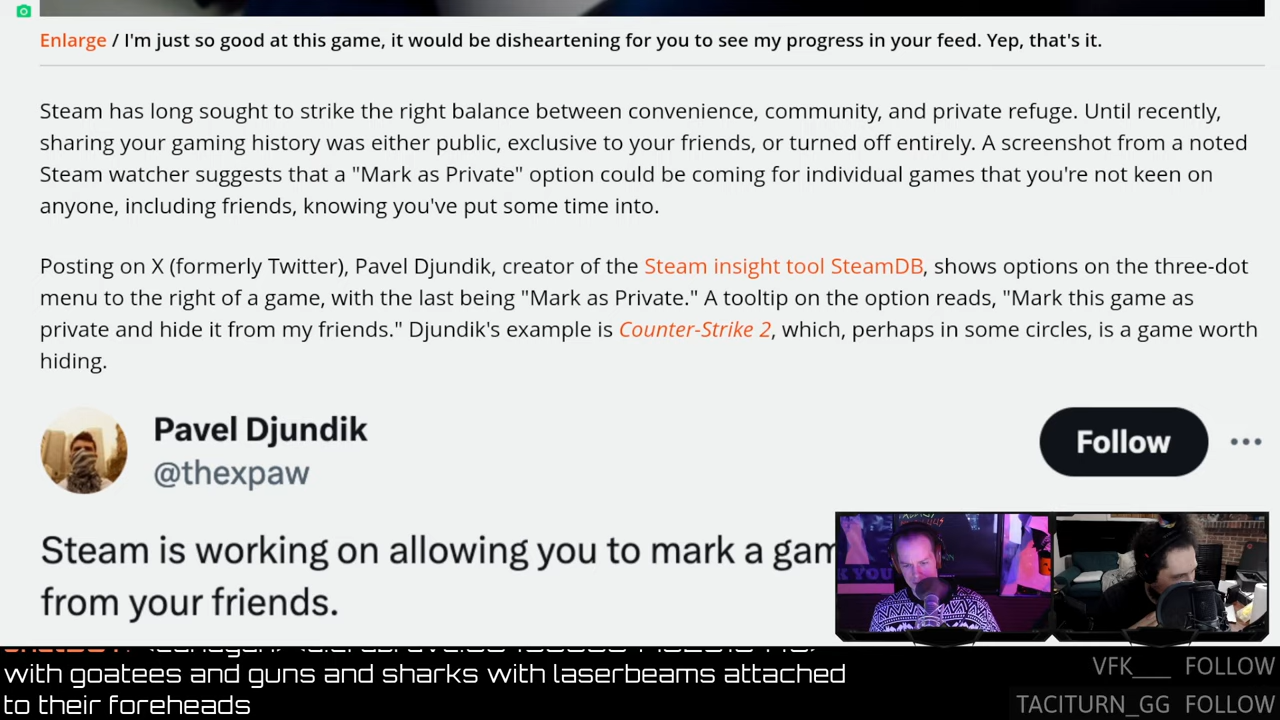 Enlarge / I'm just so good at this game, it would be disheartening for you to see my progress in your feed. Yep, that's it.
Steam has long sought to strike the right balance between convenience, community, and private refuge. Until recently,
sharing your gaming history was either public, exclusive to your friends, or turned off entirely. A screenshot from a noted
Steam watcher suggests that a "Mark as Private" option could be coming for individual games that you're not keen on
anyone, including friends, knowing you've put some time into.
Posting on X (formerly Twitter), Pavel Djundik, creator of the Steam insight tool SteamDB, shows options on the three-dot
menu to the right of a game, with the last being "Mark as Private." A tooltip on the option reads, "Mark this game as
private and hide it from my friends." Djundik's example is Counter-Strike 2, which, perhaps in some circles, is a game worth
hiding.
Pavel Djundik
@thexpaw
Follow
Steam is working on allowing you to mark a gam
from your friends.
with goatees and guns and sharks with laserbeams attached
to their foreheads
VFK____ FOLLOW
TACITURN_GG FOLLOW